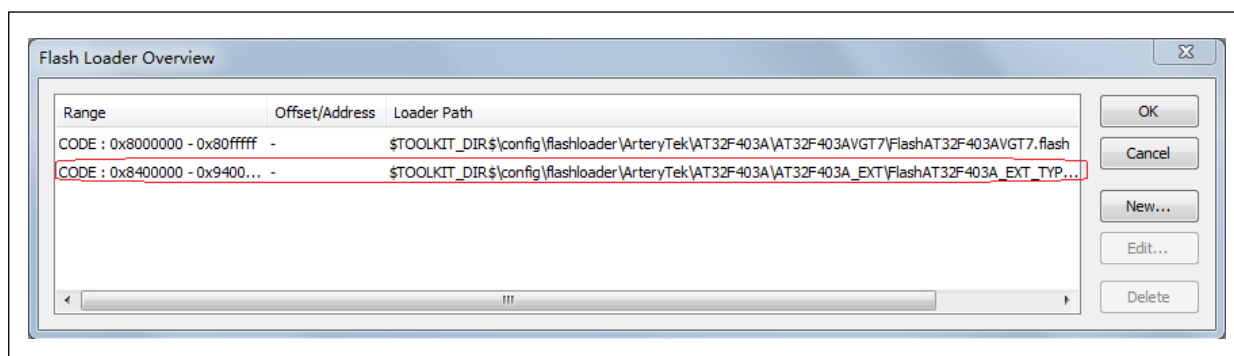 Flash Loader Overview
Range Offset/Address Loader Path
CODE : 0x8000000 - 0x80fffff - $TOOLKIT_DIR$\config\flashloader\ArteryTek\AT32F403A\AT32F403AVGT7\FlashAT32F403AVGT7.flash
CODE : 0x8400000 - 0x9400... - $TOOLKIT_DIR$\config\flashloader\ArteryTek\AT32F403A\AT32F403A_EXT\FlashAT32F403A_EXT_TYP...
OK
Cancel
New...
Edit...
Delete